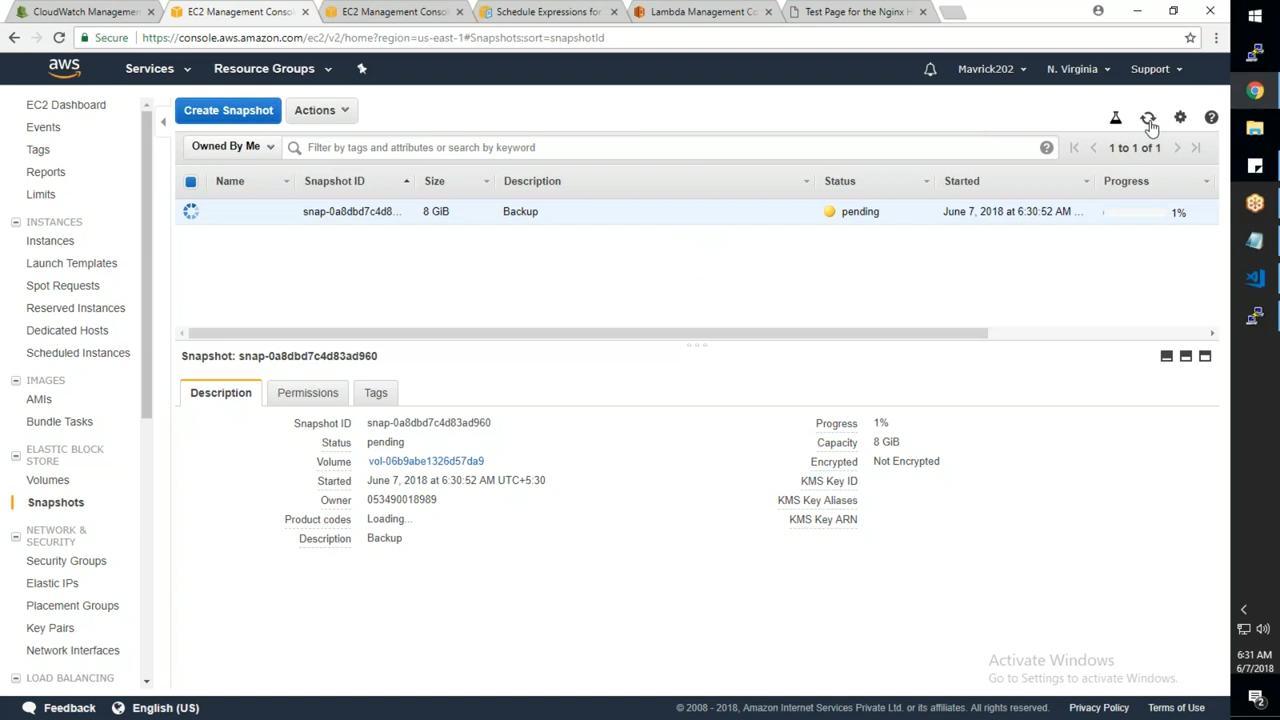 CloudWatch Managemen
EC2 Management Consol
EC2 Management Consol
Schedule Expressions for
Lambda Management Co
Test Page for the Nginx H
Secure https://console.aws.amazon.com/ec2/v2/home?region=us-east-1#Snapshots:sort=snapshotId
aws Services Resource Groups Mavrick202 N. Virginia Support
EC2 Dashboard
Events
Tags
Reports
Limits
INSTANCES
Instances
Launch Templates
Spot Requests
Reserved Instances
Dedicated Hosts
Scheduled Instances
IMAGES
AMIs
Bundle Tasks
ELASTIC BLOCK
STORE
Volumes
Snapshots
NETWORK &
SECURITY
Security Groups
Elastic IPs
Placement Groups
Key Pairs
Network Interfaces
LOAD BALANCING
Create Snapshot Actions
Owned By Me Filter by tags and attributes or search by keyword 1 to 1 of 1
Name Snapshot ID Size Description Status Started Progress
snap-0a8dbd7c4d8... 8 GiB Backup pending June 7, 2018 at 6:30:52 AM ... 1%
Snapshot: snap-0a8dbd7c4d83ad960
Description Permissions Tags
Snapshot ID snap-0a8dbd7c4d83ad960
Status pending
Volume vol-06b9abe1326d57da9
Started June 7, 2018 at 6:30:52 AM UTC+5:30
Owner 053490018989
Product codes Loading...
Description Backup
Progress 1%
Capacity 8 GiB
Encrypted Not Encrypted
KMS Key ID
KMS Key Aliases
KMS Key ARN
Activate Windows
Go to Settings to activate Windows.
Feedback English (US) © 2008 - 2018, Amazon Internet Services Private Ltd. or its affiliates. All rights reserved. Privacy Policy Terms of Use
6:31 AM
6/7/2018
2